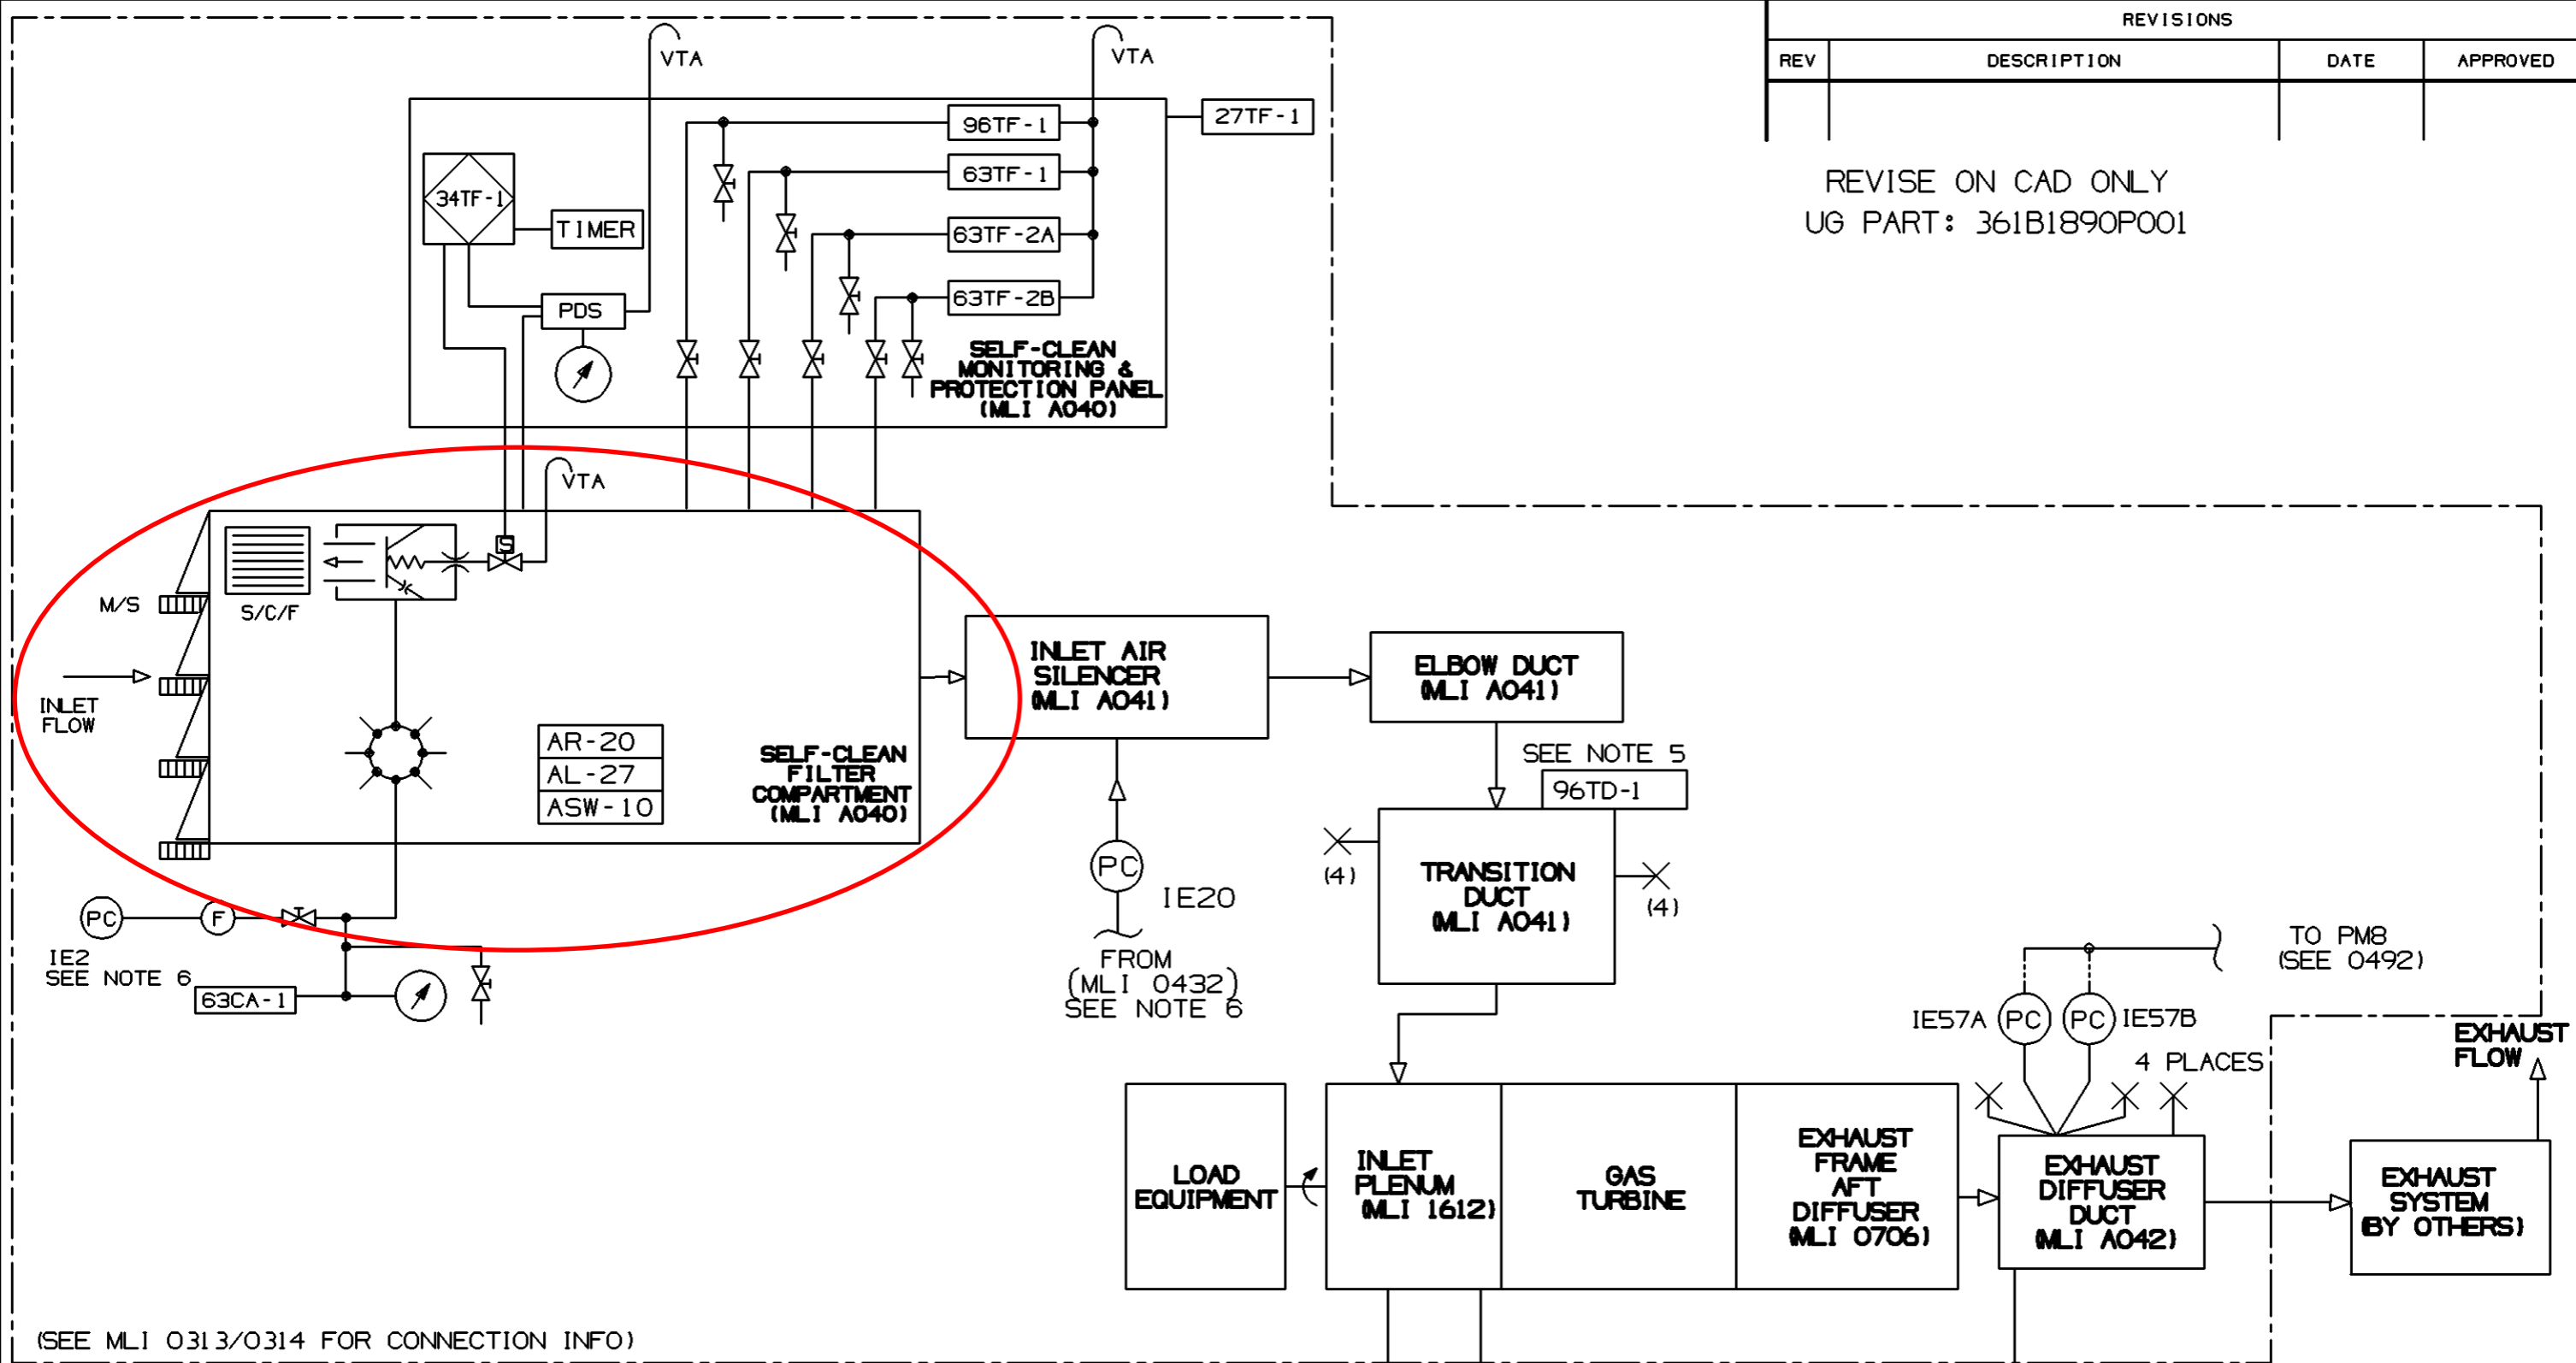 REVISIONS
REV DESCRIPTION DATE APPROVED
REVISE ON CAD ONLY
UG PART: 361B1890P001
VTA
VTA
96TF-1
27TF-1
63TF-1
34TF-1
TIMER
63TF-2A
63TF-2B
PDS
SELF-CLEAN
MONITORING &
PROTECTION PANEL
(MLI A040)
VTA
S
M/S
S/C/F
INLET
FLOW
AR-20
AL-27
ASW-10
SELF-CLEAN
FILTER
COMPARTMENT
(MLI A040)
INLET AIR
SILENCER
(MLI A041)
ELBOW DUCT
(MLI A041)
SEE NOTE 5
96TD-1
TRANSITION
DUCT
(MLI A041)
(4)
(4)
PC
IE20
FROM
(MLI 0432)
SEE NOTE 6
PC
F
IE2
SEE NOTE 6
63CA-1
TO PM8
(SEE 0492)
IE57A PC PC IE57B
4 PLACES
EXHAUST
FLOW
LOAD
EQUIPMENT
INLET
PLENUM
(MLI 1612)
GAS
TURBINE
EXHAUST
FRAME
AFT
DIFFUSER
(MLI 0706)
EXHAUST
DIFFUSER
DUCT
(MLI A042)
EXHAUST
SYSTEM
(BY OTHERS)
(SEE MLI 0313/0314 FOR CONNECTION INFO)